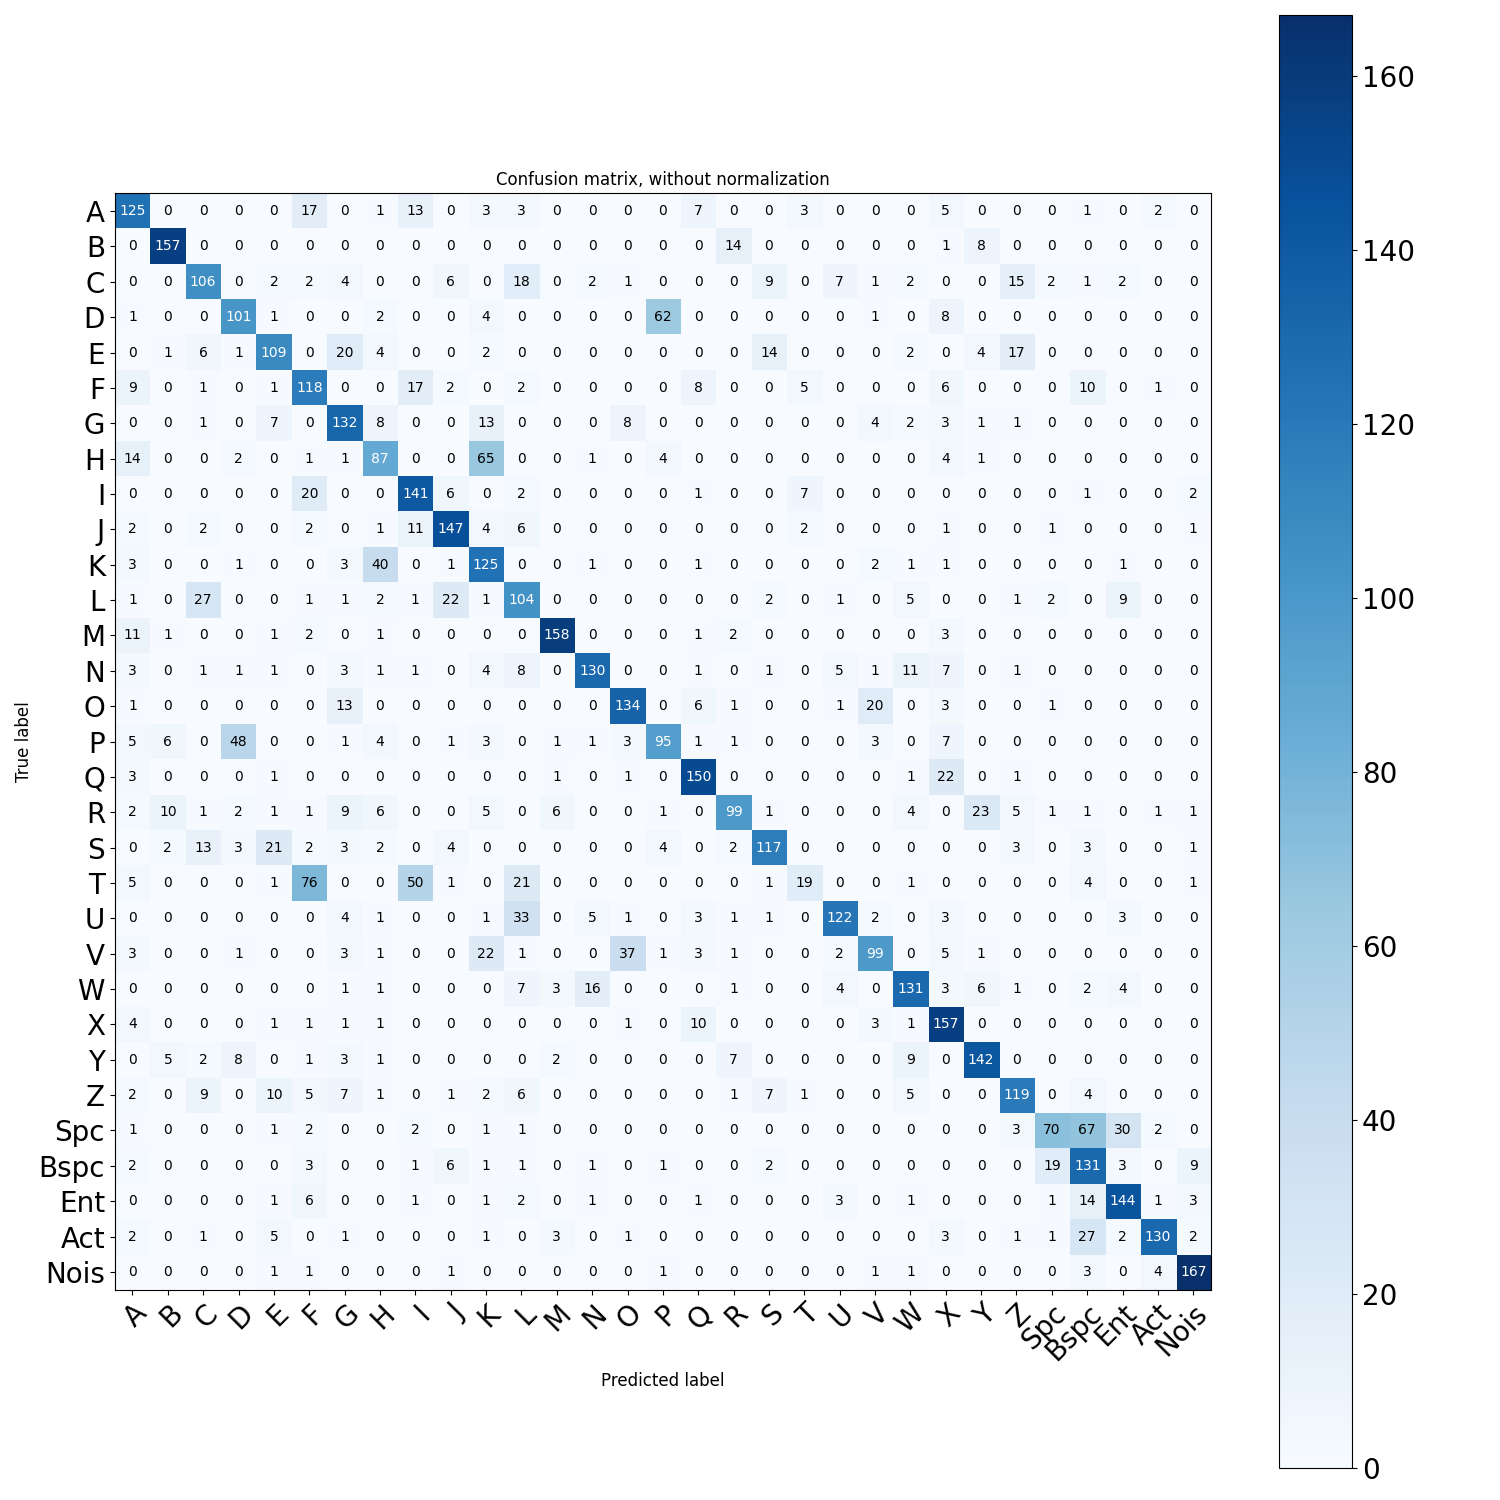 Confusion matrix, without normalization
A 125 0 0 0 0 17 0 1 13 0 3 3 0 0 0 0 7 0 0 3 0 0 0 5 0 0 0 1 0 2 0
B 0 157 0 0 0 0 0 0 0 0 0 0 0 0 0 0 0 14 0 0 0 0 0 1 8 0 0 0 0 0 0
C 0 0 106 0 2 2 4 0 0 6 0 18 0 2 1 0 0 0 9 0 7 1 2 0 0 15 2 1 2 0 0
D 1 0 0 101 1 0 0 2 0 0 4 0 0 0 0 62 0 0 0 0 0 1 0 8 0 0 0 0 0 0 0
E 0 1 6 1 109 0 20 4 0 0 2 0 0 0 0 0 0 0 14 0 0 0 2 0 4 17 0 0 0 0 0
F 9 0 1 0 1 118 0 0 17 2 0 2 0 0 0 0 8 0 0 5 0 0 0 6 0 0 0 10 0 1 0
G 0 0 1 0 7 0 132 8 0 0 13 0 0 0 8 0 0 0 0 0 0 4 2 3 1 1 0 0 0 0 0
H 14 0 0 2 0 1 1 87 0 0 65 0 0 1 0 4 0 0 0 0 0 0 0 4 1 0 0 0 0 0 0
I 0 0 0 0 0 20 0 0 141 6 0 2 0 0 0 0 1 0 0 7 0 0 0 0 0 0 0 1 0 0 2
J 2 0 2 0 0 2 0 1 11 147 4 6 0 0 0 0 0 0 0 2 0 0 0 1 0 0 1 0 0 0 1
K 3 0 0 1 0 0 3 40 0 1 125 0 0 1 0 0 1 0 0 0 0 2 1 1 0 0 0 0 1 0 0
L 1 0 27 0 0 1 1 2 1 22 1 104 0 0 0 0 0 0 2 0 1 0 5 0 0 1 2 0 9 0 0
M 11 1 0 0 1 2 0 1 0 0 0 0 158 0 0 0 1 2 0 0 0 0 0 3 0 0 0 0 0 0 0
N 3 0 1 1 1 0 3 1 1 0 4 8 0 130 0 0 1 0 1 0 5 1 11 7 0 1 0 0 0 0 0
O 1 0 0 0 0 0 13 0 0 0 0 0 0 0 134 0 6 1 0 0 1 20 0 3 0 0 1 0 0 0 0
P 5 6 0 48 0 0 1 4 0 1 3 0 1 1 3 95 1 1 0 0 0 3 0 7 0 0 0 0 0 0 0
Q 3 0 0 0 1 0 0 0 0 0 0 0 1 0 1 0 150 0 0 0 0 0 1 22 0 1 0 0 0 0 0
R 2 10 1 2 1 1 9 6 0 0 5 0 6 0 0 1 0 99 1 0 0 0 4 0 23 5 1 1 0 1 1
S 0 2 13 3 21 2 3 2 0 4 0 0 0 0 0 4 0 2 117 0 0 0 0 0 0 3 0 3 0 0 1
T 5 0 0 0 1 76 0 0 50 1 0 21 0 0 0 0 0 0 1 19 0 0 1 0 0 0 0 4 0 0 1
U 0 0 0 0 0 0 4 1 0 0 1 33 0 5 1 0 3 1 1 0 122 2 0 3 0 0 0 0 3 0 0
V 3 0 0 1 0 0 3 1 0 0 22 1 0 0 37 1 3 1 0 0 2 99 0 5 1 0 0 0 0 0 0
W 0 0 0 0 0 0 1 1 0 0 0 7 3 16 0 0 0 1 0 0 4 0 131 3 6 1 0 2 4 0 0
X 4 0 0 0 1 1 1 1 0 0 0 0 0 0 1 0 10 0 0 0 0 3 1 157 0 0 0 0 0 0 0
Y 0 5 2 8 0 1 3 1 0 0 0 0 2 0 0 0 0 7 0 0 0 0 9 0 142 0 0 0 0 0 0
Z 2 0 9 0 10 5 7 1 0 1 2 6 0 0 0 0 0 1 7 1 0 0 5 0 0 119 0 4 0 0 0
Spc 1 0 0 0 1 2 0 0 2 0 1 1 0 0 0 0 0 0 0 0 0 0 0 0 0 3 70 67 30 2 0
Bspc 2 0 0 0 0 3 0 0 1 6 1 1 0 1 0 1 0 0 2 0 0 0 0 0 0 0 19 131 3 0 9
Ent 0 0 0 0 1 6 0 0 1 0 1 2 0 1 0 0 1 0 0 0 3 0 1 0 0 0 1 14 144 1 3
Act 2 0 1 0 5 0 1 0 0 0 1 0 3 0 1 0 0 0 0 0 0 0 0 3 0 1 1 27 2 130 2
Nois 0 0 0 0 1 1 0 0 0 1 0 0 0 0 0 1 0 0 0 0 0 1 1 0 0 0 0 3 0 4 167
A B C D E F G H I J K L M N O P Q R S T U V W X Y Z Spc Bspc Ent Act Nois
True label
Predicted label
160
140
120
100
80
60
40
20
0